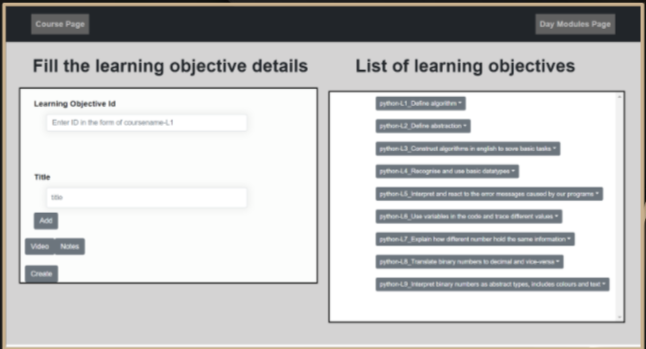 Course Page
Day Modules Page
Fill the learning objective details
Learning Objective Id
Enter ID in the form of coursename-L1
Title
title
Add
Video Notes
Create
List of learning objectives
python-L1_Define algorithm
python-L2_Define abstraction
python-L3_Construct algorithms in english to save basic tasks
python-L4_Recognise and use basic datatypes
python-L5_Interpret and react to the error messages caused by our programs
python-L6_Use variables in the code and trace different values
python-L7_Explain how different number hold the same information
python-L8_Translate binary numbers to decimal and vice-versa
python-L9_Interpret binary numbers as abstract types, includes colours and text